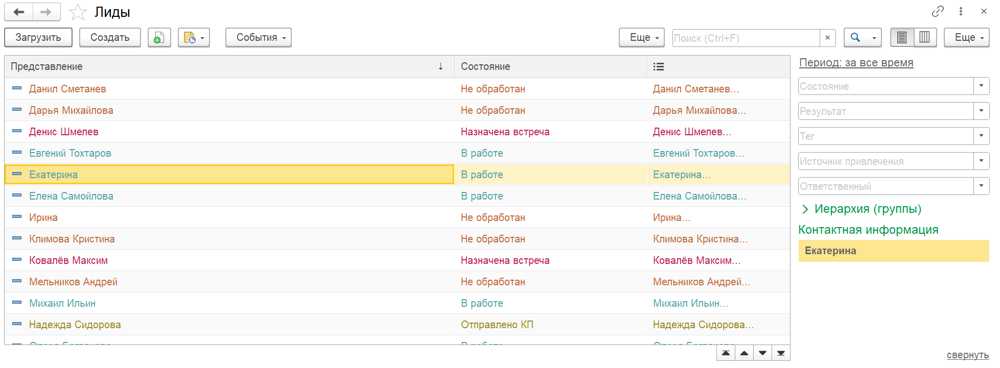 Лиды
Загрузить Создать События Еще Поиск (Ctrl+F) × Еще
Представление ↓ Состояние
Данил Сметанев Не обработан Данил Сметанев...
Дарья Михайлова Не обработан Дарья Михайлова...
Денис Шмелев Назначена встреча Денис Шмелев...
Евгений Тохтаров В работе Евгений Тохтаров...
Екатерина В работе Екатерина...
Елена Самойлова В работе Елена Самойлова...
Ирина Не обработан Ирина...
Климова Кристина Не обработан Климова Кристина...
Ковалёв Максим Назначена встреча Ковалёв Максим...
Мельников Андрей Не обработан Мельников Андрей...
Михаил Ильин В работе Михаил Ильин...
Надежда Сидорова Отправлено КП Надежда Сидорова...
В работе
Период: за все время
Состояние
Результат
Тег
Источник привлечения
Ответственный
Иерархия (группы)
Контактная информация
Екатерина
свернуть